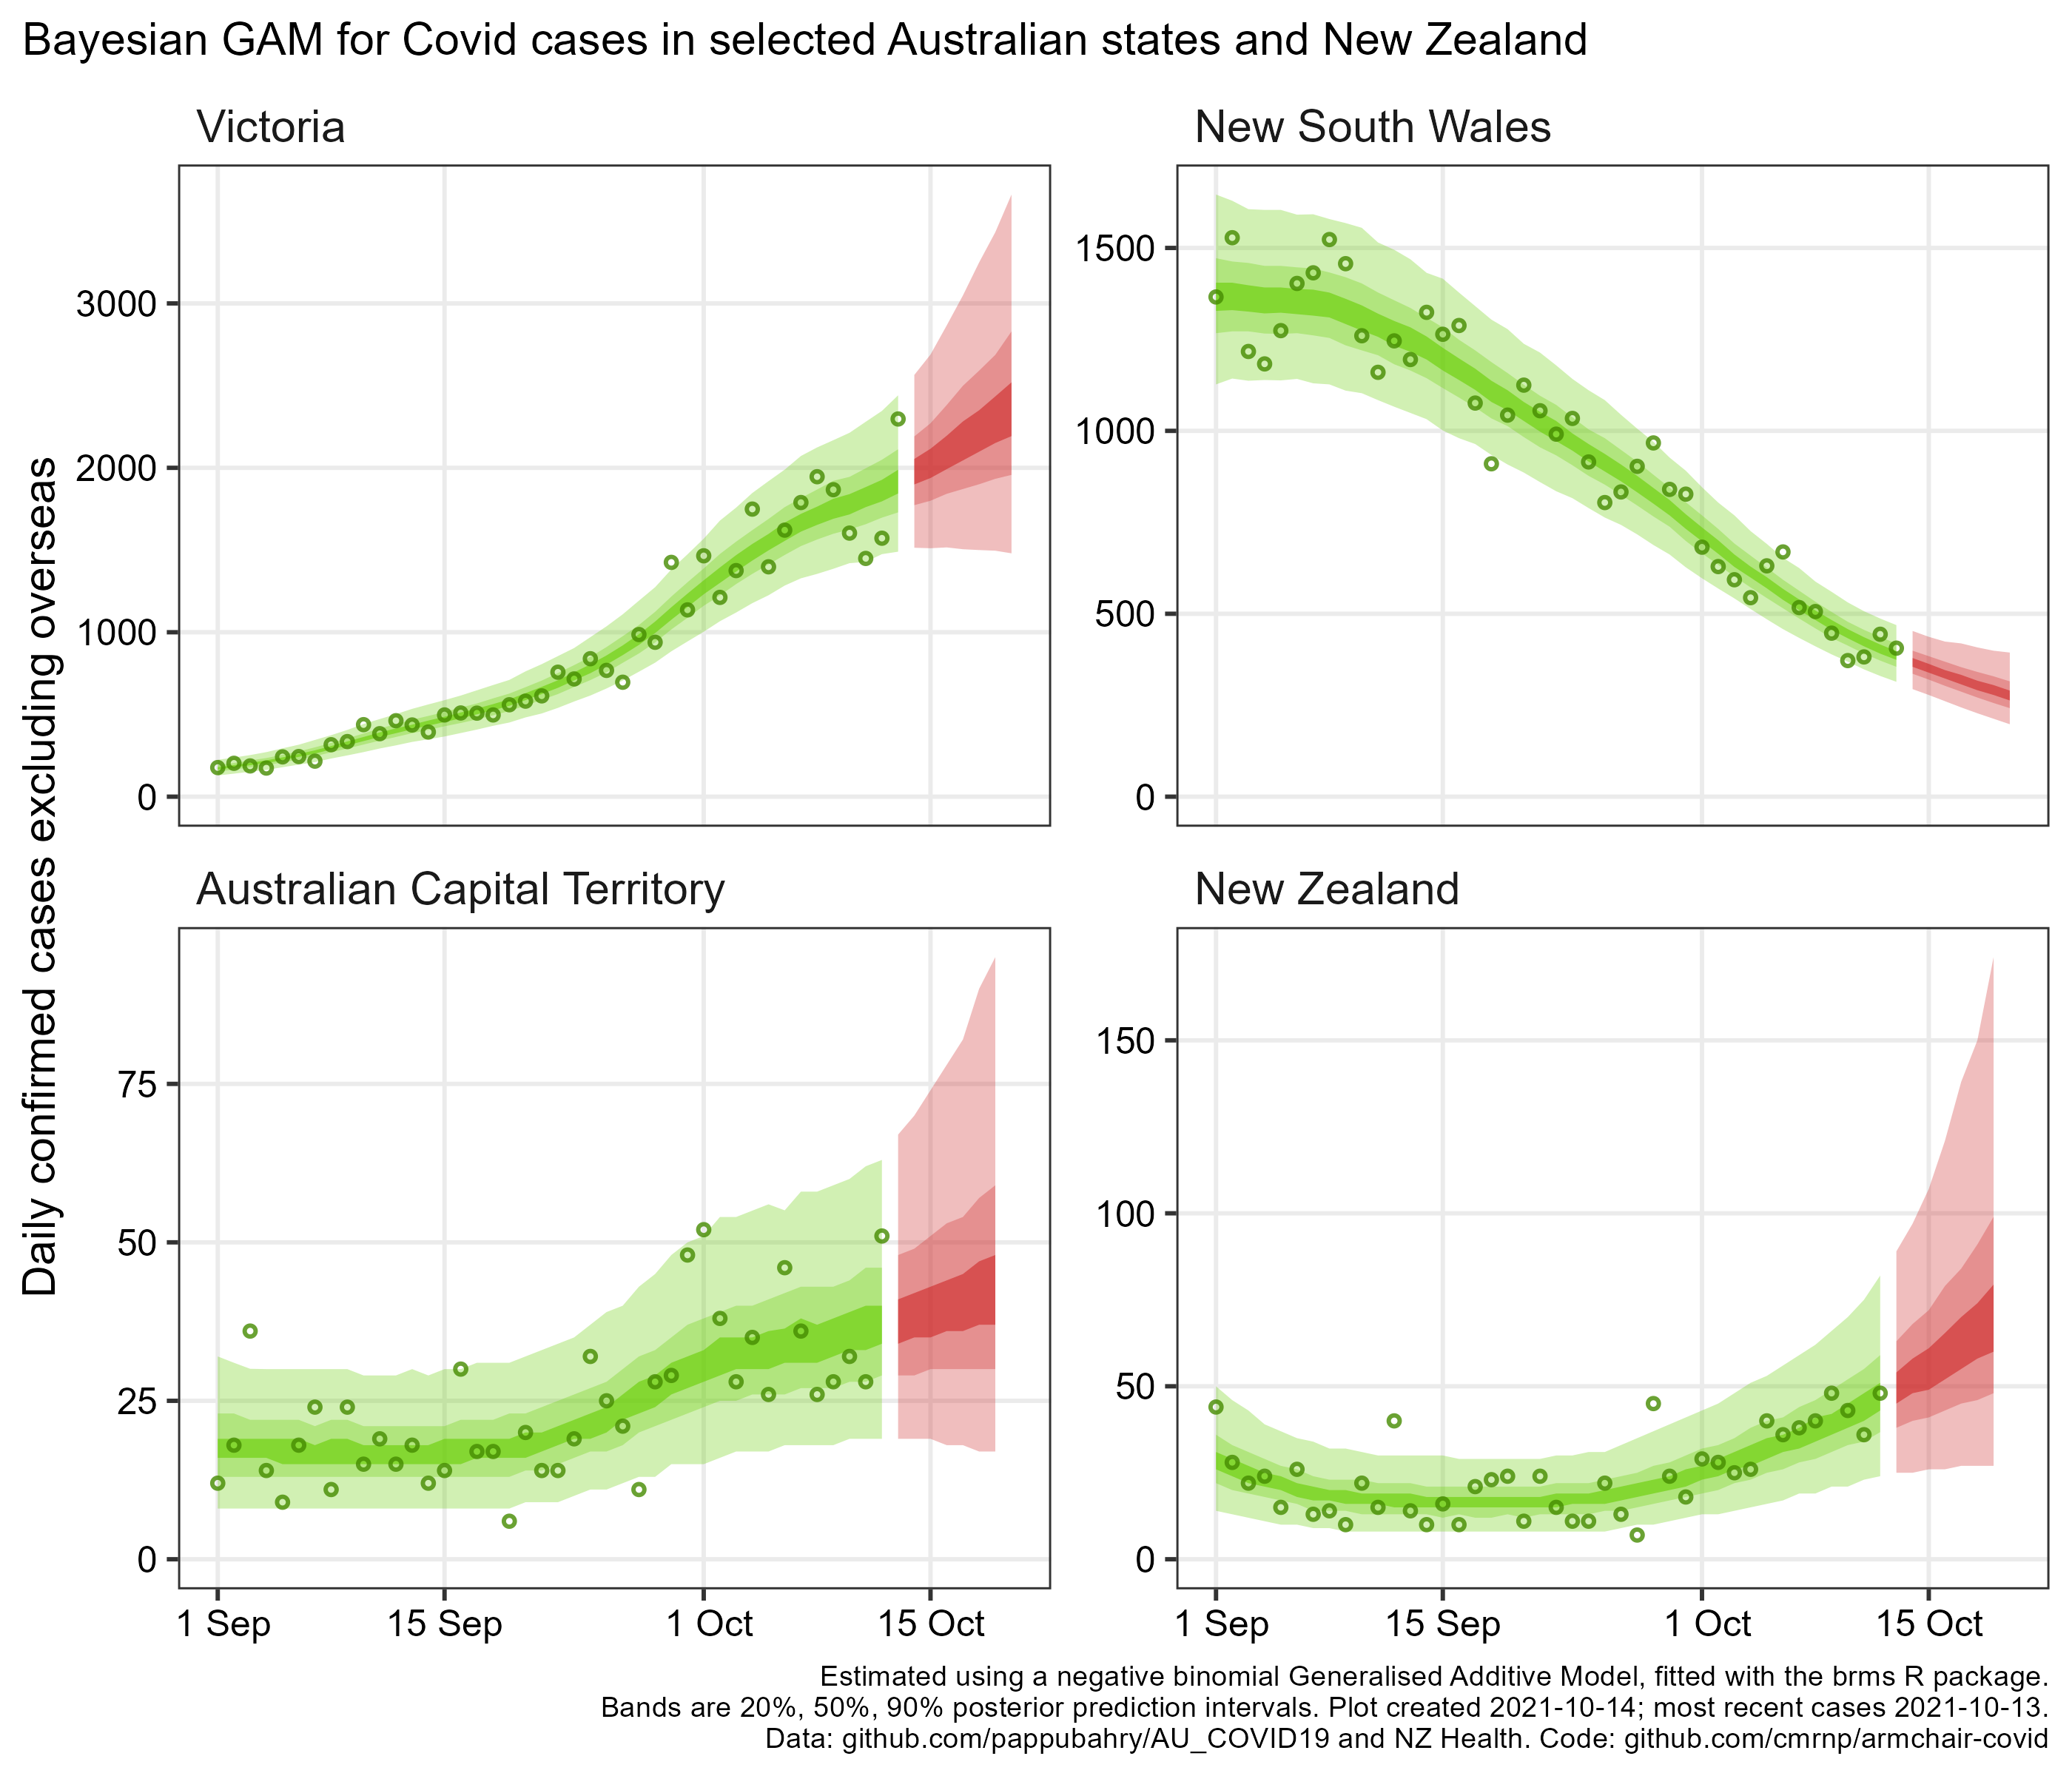 Bayesian GAM for Covid cases in selected Australian states and New Zealand
Daily confirmed cases excluding overseas
Victoria
3000
2000
1000
0
New South Wales
1500
1000
500
0
Australian Capital Territory
75
50
25
0
1 Sep
15 Sep
1 Oct
15 Oct
New Zealand
150
100
50
0
1 Sep
15 Sep
1 Oct
15 Oct
Estimated using a negative binomial Generalised Additive Model, fitted with the brms R package.
Bands are 20%, 50%, 90% posterior prediction intervals. Plot created 2021-10-14; most recent cases 2021-10-13.
Data: github.com/pappubahry/AU_COVID19 and NZ Health. Code: github.com/cmrnp/armchair-covid